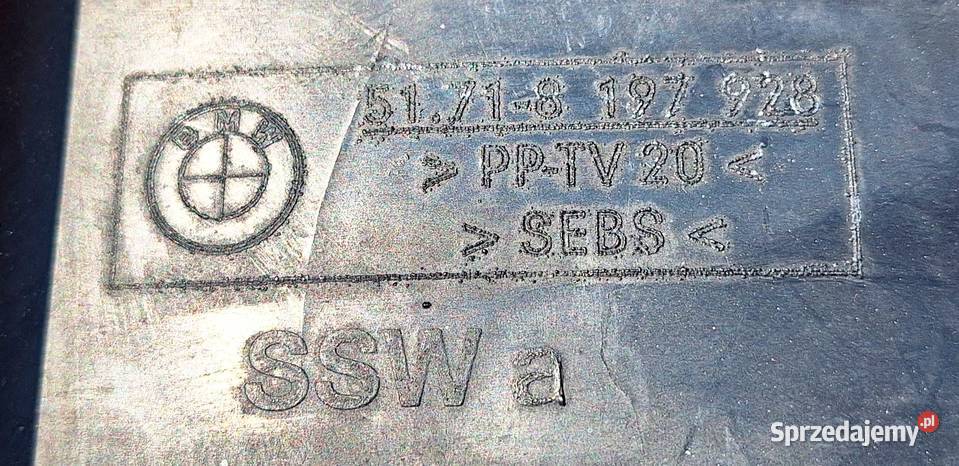 BMW
51.71-8 197 928
> PP-TV 20 <
> SEBS <
SSW a
Sprzedajemy.pl